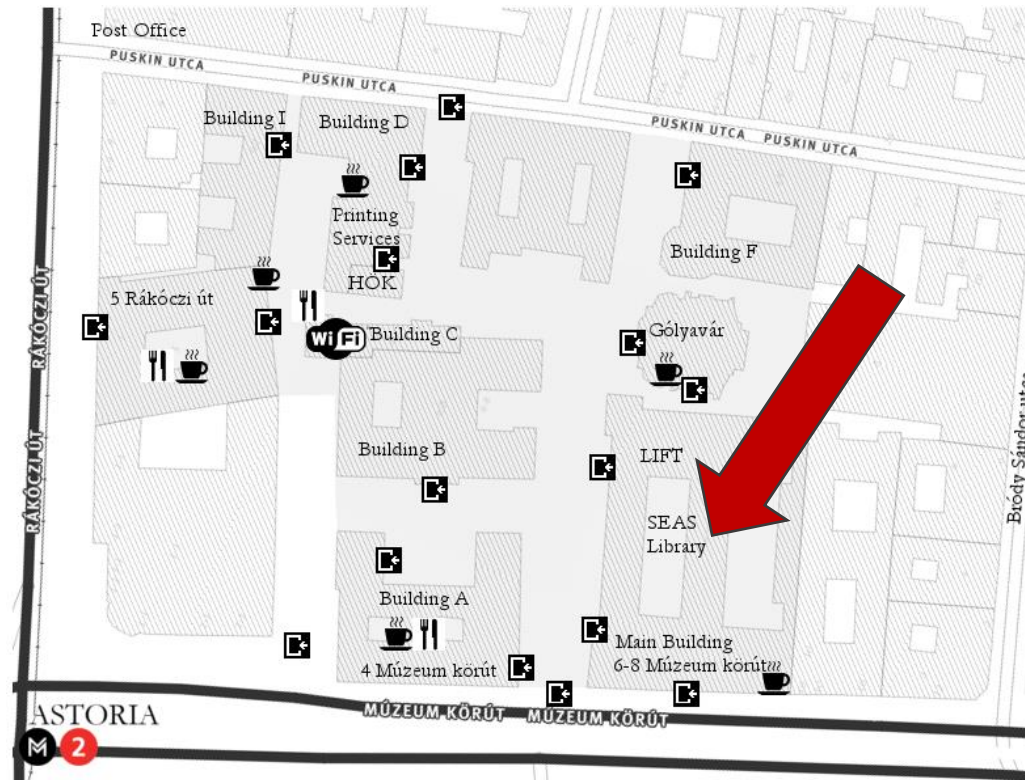 Post Office
PUSKIN UTCA
PUSKIN UTCA
PUSKIN UTCA PUSKIN UTCA
Building I
Building D
Printing
Services
HÖK
Building F
5 Rákóczi út
RÁKÓCZI ÚT
Wi Fi
Building C
Gólyavár
Building B
LIFT
RÁKÓCZI ÚT
SEAS
Library
Bródy Sándor utca
Building A
4 Múzeum körút
Main Building
6-8 Múzeum körút
MÚZEUM KÖRÚT MÚZEUM KÖRÚT
ASTORIA
M 2